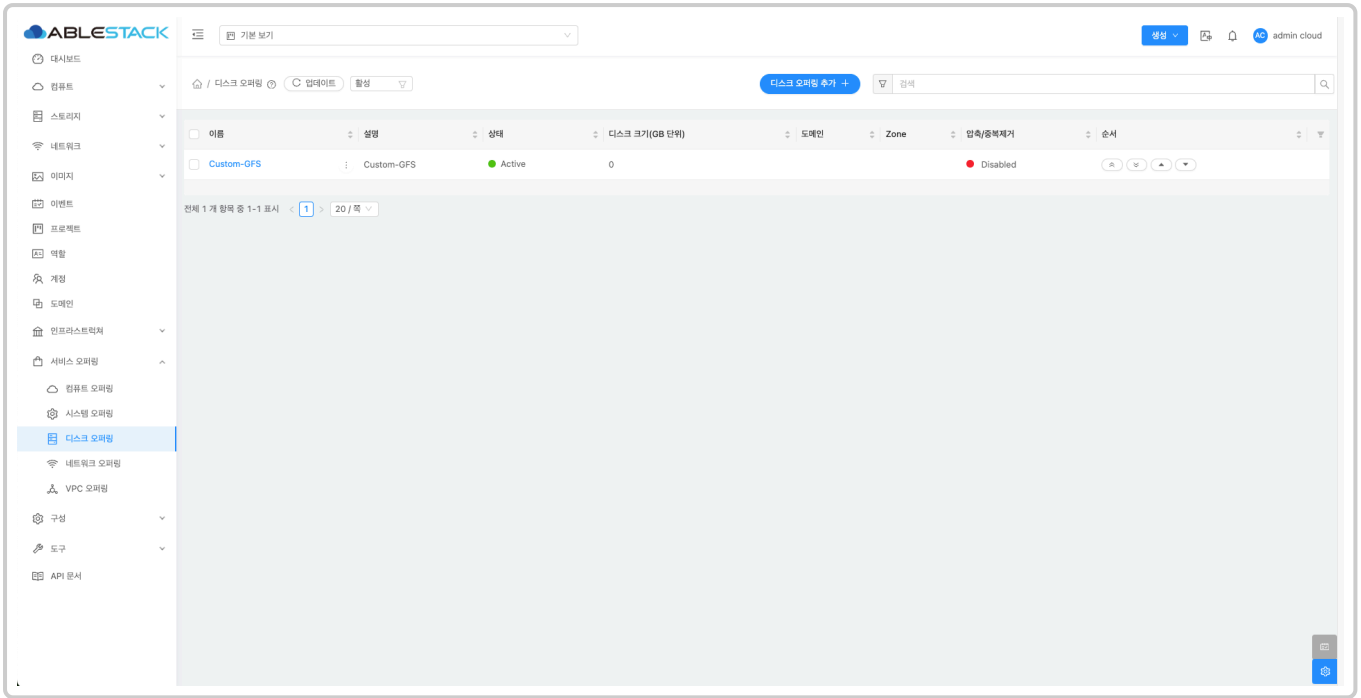 ABLESTACK
기본 보기
생성
AC admin cloud
대시보드
컴퓨트
스토리지
네트워크
이미지
이벤트
프로젝트
역할
계정
도메인
인프라스트럭쳐
서비스 오퍼링
컴퓨트 오퍼링
시스템 오퍼링
디스크 오퍼링
네트워크 오퍼링
VPC 오퍼링
구성
도구
API 문서
/ 디스크 오퍼링 업데이트 활성
디스크 오퍼링 추가 +
검색
이름 설명 상태 디스크 크기(GB 단위) 도메인 Zone 압축/중복제거 순서
Custom-GFS Custom-GFS Active 0 Disabled
전체 1 개 항목 중 1-1 표시 < 1 > 20 / 쪽